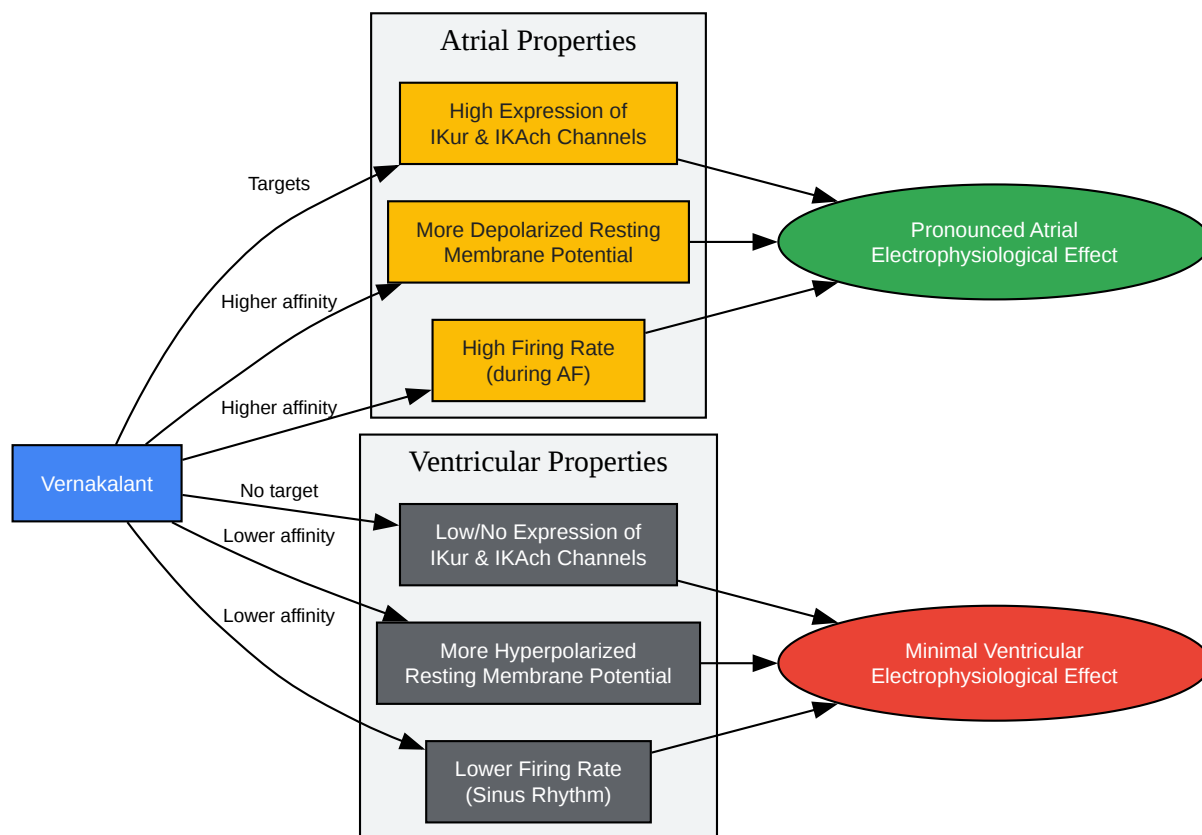 Atrial Properties
High Expression of
IKur & IKAch Channels
Targets
More Depolarized Resting
Membrane Potential
Pronounced Atrial
Electrophysiological Effect
Higher affinity
High Firing Rate
(during AF)
Higher affinity
Vernakalant
Ventricular Properties
No target
Low/No Expression of
IKur & IKAch Channels
Lower affinity
Lower affinity
More Hyperpolarized
Resting Membrane Potential
Minimal Ventricular
Electrophysiological Effect
Lower Firing Rate
(Sinus Rhythm)